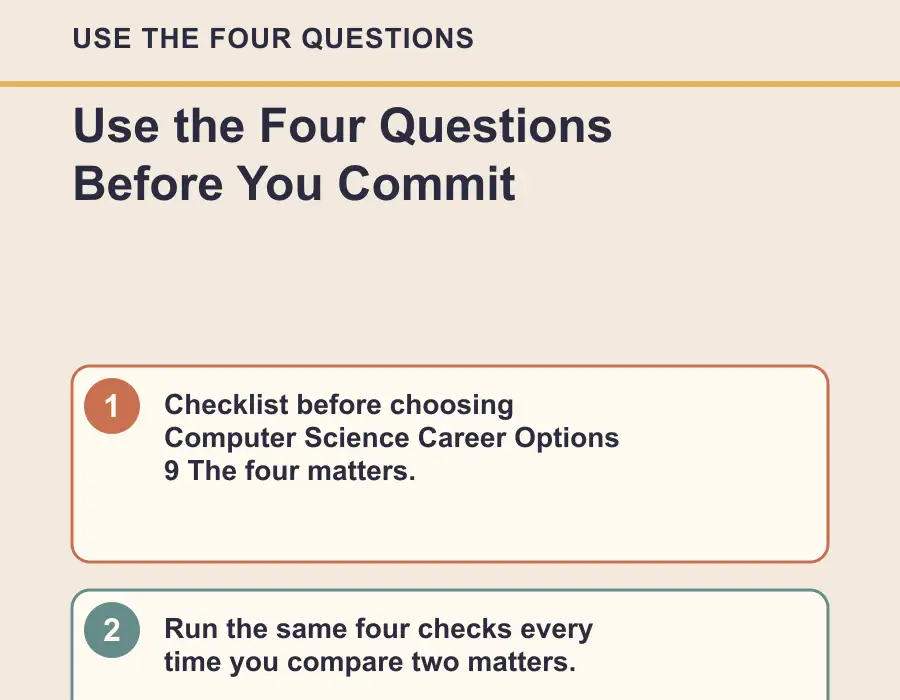 USE THE FOUR QUESTIONS
Use the Four Questions
Before You Commit
1
Checklist before choosing
Computer Science Career Options
9 The four matters.
2
Run the same four checks every
time you compare two matters.